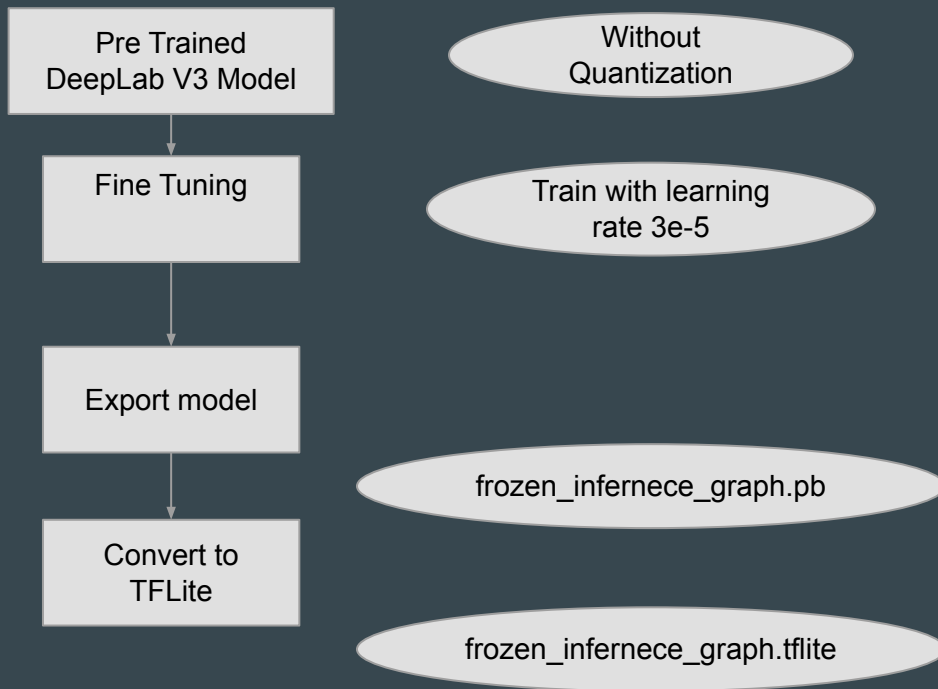 Pre Trained
DeepLab V3 Model
Without
Quantization
Fine Tuning
Train with learning
rate 3e-5
Export model
frozen_infernece_graph.pb
Convert to
TFLite
frozen_infernece_graph.tflite